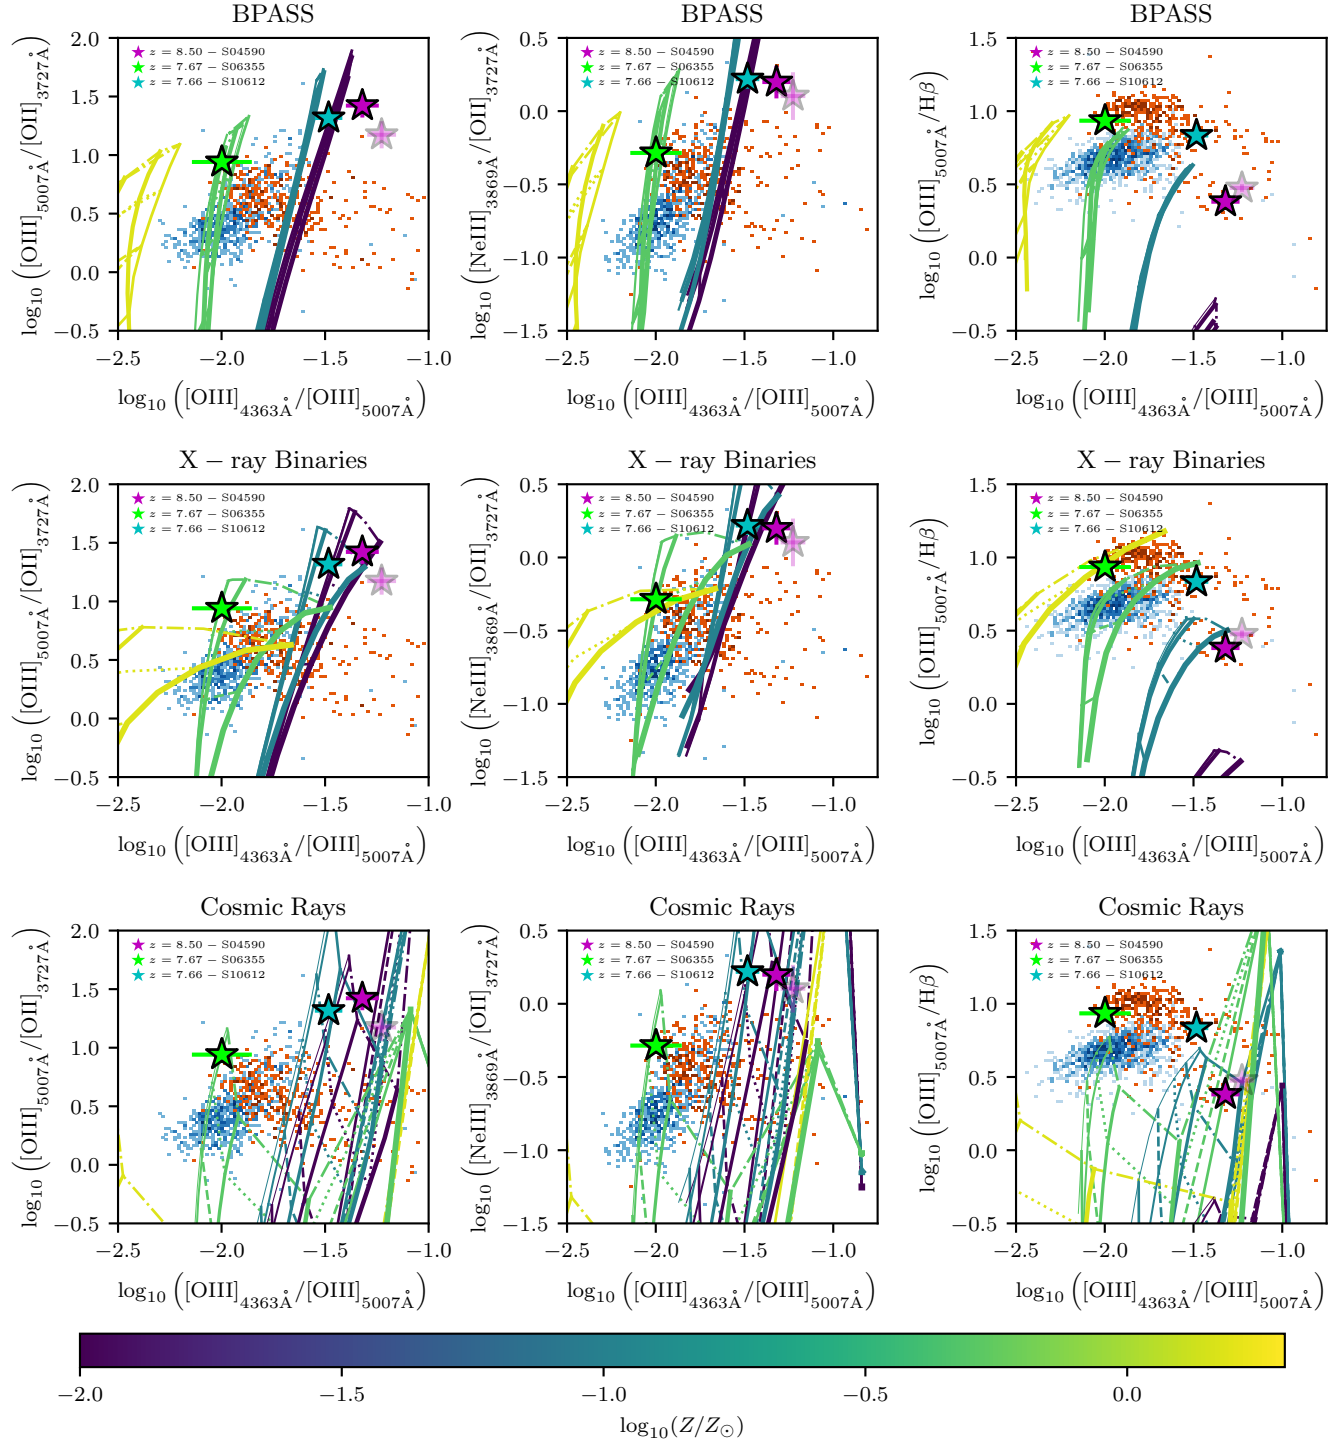 BPASS BPASS BPASS
log10 ([OIII]5007Å/[OII]3727Å)
2.0
1.5
1.0
0.5
0.0
−0.5
z = 8.50 − S04590
z = 7.67 − S06355
z = 7.66 − S10612
−2.5 −2.0 −1.5 −1.0
log10 ([OIII]4363Å/[OIII]5007Å)
log10 ([NeIII]3869Å/[OII]3727Å)
0.5
0.0
−0.5
−1.0
−1.5
z = 8.50 − S04590
z = 7.67 − S06355
z = 7.66 − S10612
−2.5 −2.0 −1.5 −1.0
log10 ([OIII]4363Å/[OIII]5007Å)
log10 ([OIII]5007Å/Hβ)
1.5
1.0
0.5
0.0
−0.5
z = 8.50 − S04590
z = 7.67 − S06355
z = 7.66 − S10612
−2.5 −2.0 −1.5 −1.0
log10 ([OIII]4363Å/[OIII]5007Å)
X − ray Binaries X − ray Binaries X − ray Binaries
log10 ([OIII]5007Å/[OII]3727Å)
2.0
1.5
1.0
0.5
0.0
−0.5
z = 8.50 − S04590
z = 7.67 − S06355
z = 7.66 − S10612
−2.5 −2.0 −1.5 −1.0
log10 ([OIII]4363Å/[OIII]5007Å)
log10 ([NeIII]3869Å/[OII]3727Å)
0.5
0.0
−0.5
−1.0
−1.5
z = 8.50 − S04590
z = 7.67 − S06355
z = 7.66 − S10612
−2.5 −2.0 −1.5 −1.0
log10 ([OIII]4363Å/[OIII]5007Å)
log10 ([OIII]5007Å/Hβ)
1.5
1.0
0.5
0.0
−0.5
z = 8.50 − S04590
z = 7.67 − S06355
z = 7.66 − S10612
−2.5 −2.0 −1.5 −1.0
log10 ([OIII]4363Å/[OIII]5007Å)
Cosmic Rays Cosmic Rays Cosmic Rays
log10 ([OIII]5007Å/[OII]3727Å)
2.0
1.5
1.0
0.5
0.0
−0.5
z = 8.50 − S04590
z = 7.67 − S06355
z = 7.66 − S10612
−2.5 −2.0 −1.5 −1.0
log10 ([OIII]4363Å/[OIII]5007Å)
log10 ([NeIII]3869Å/[OII]3727Å)
0.5
0.0
−0.5
−1.0
−1.5
z = 8.50 − S04590
z = 7.67 − S06355
z = 7.66 − S10612
−2.5 −2.0 −1.5 −1.0
log10 ([OIII]4363Å/[OIII]5007Å)
log10 ([OIII]5007Å/Hβ)
1.5
1.0
0.5
0.0
−0.5
z = 8.50 − S04590
z = 7.67 − S06355
z = 7.66 − S10612
−2.5 −2.0 −1.5 −1.0
log10 ([OIII]4363Å/[OIII]5007Å)
−2.0 −1.5 −1.0 −0.5 0.0
log10(Z/Z⊙)